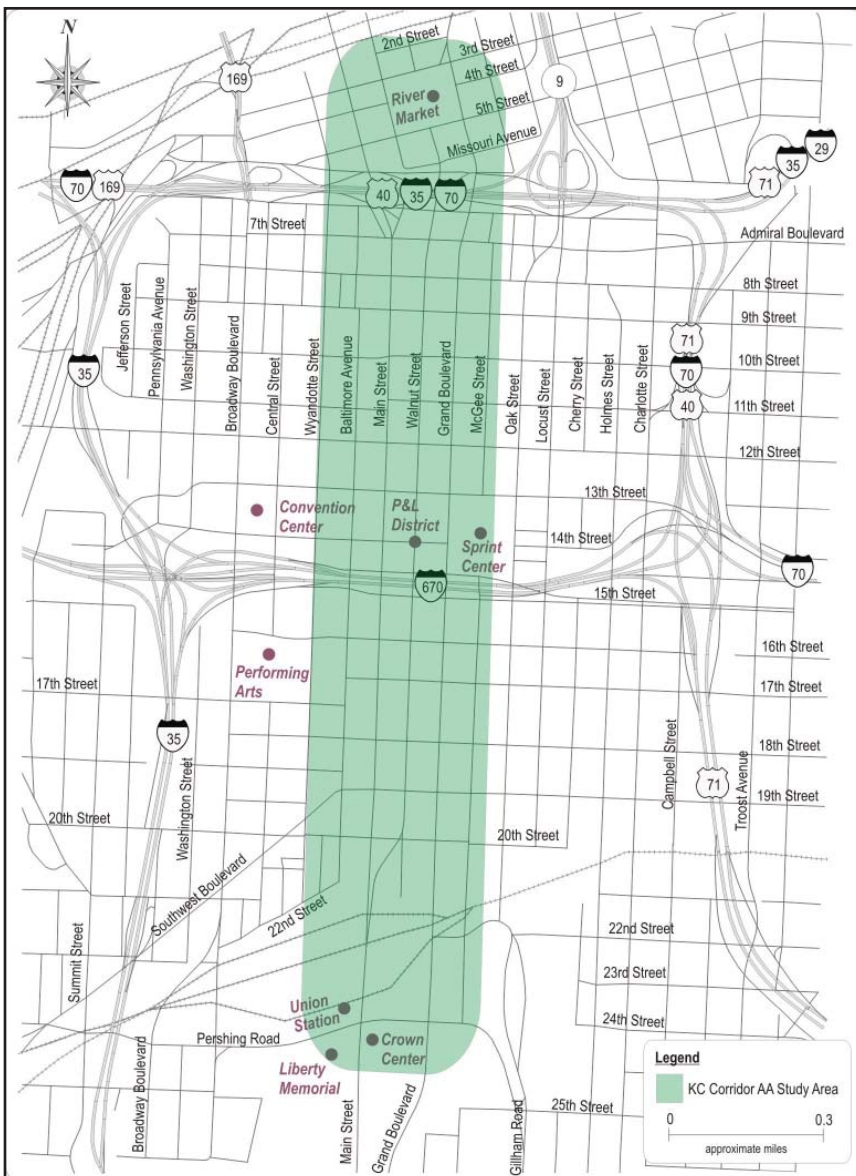 N
2nd Street
3rd Street
4th Street
5th Street
Missouri Avenue
River
Market
169
9
29
35
71
70
169
40
35
70
7th Street
Admiral Boulevard
8th Street
9th Street
10th Street
11th Street
12th Street
71
70
40
35
Jefferson Street
Pennsylvania Avenue
Washington Street
Broadway Boulevard
Central Street
Wyandotte Street
Baltimore Avenue
Main Street
Walnut Street
Grand Boulevard
McGee Street
Oak Street
Locust Street
Cherry Street
Holmes Street
Charlotte Street
13th Street
14th Street
Convention
Center
P&L
District
Sprint
Center
70
670
15th Street
16th Street
17th Street
18th Street
19th Street
Performing
Arts
17th Street
35
Washington Street
Campbell Street
71
Troost Avenue
20th Street
20th Street
Southwest Boulevard
22nd Street
22nd Street
23rd Street
24th Street
25th Street
Summit Street
Union
Station
Pershing Road
Crown
Center
Liberty
Memorial
Broadway Boulevard
Main Street
Grand Boulevard
Gillham Road
Legend
KC Corridor AA Study Area
0
0.3
approximate miles